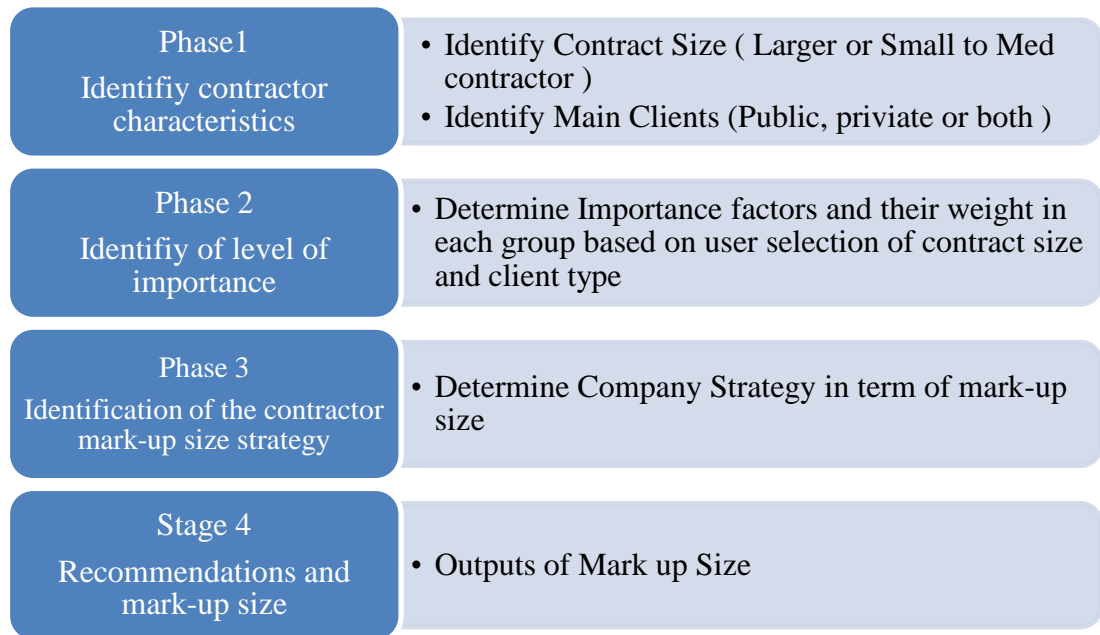 Phase1
Identifiy contractor
characteristics
• Identify Contract Size ( Larger or Small to Med
contractor )
• Identify Main Clients (Public, priviate or both )
Phase 2
Identifiy of level of
importance
• Determine Importance factors and their weight in
each group based on user selection of contract size
and client type
Phase 3
Identification of the contractor
mark-up size strategy
• Determine Company Strategy in term of mark-up
size
Stage 4
Recommendations and
mark-up size
• Outputs of Mark up Size